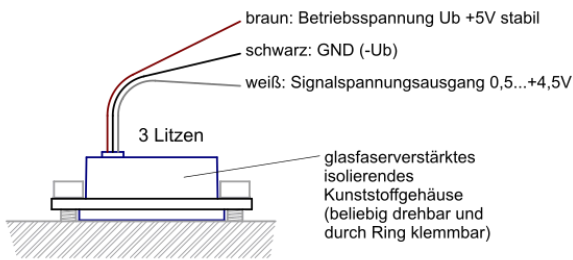 braun: Betriebsspannung Ub +5V stabil
schwarz: GND (-Ub)
weiß: Signalspannungsausgang 0,5...+4,5V
3 Litzen
glasfaserverstärktes
isolierendes
Kunststoffgehäuse
(beliebig drehbar und
durch Ring klemmbar)